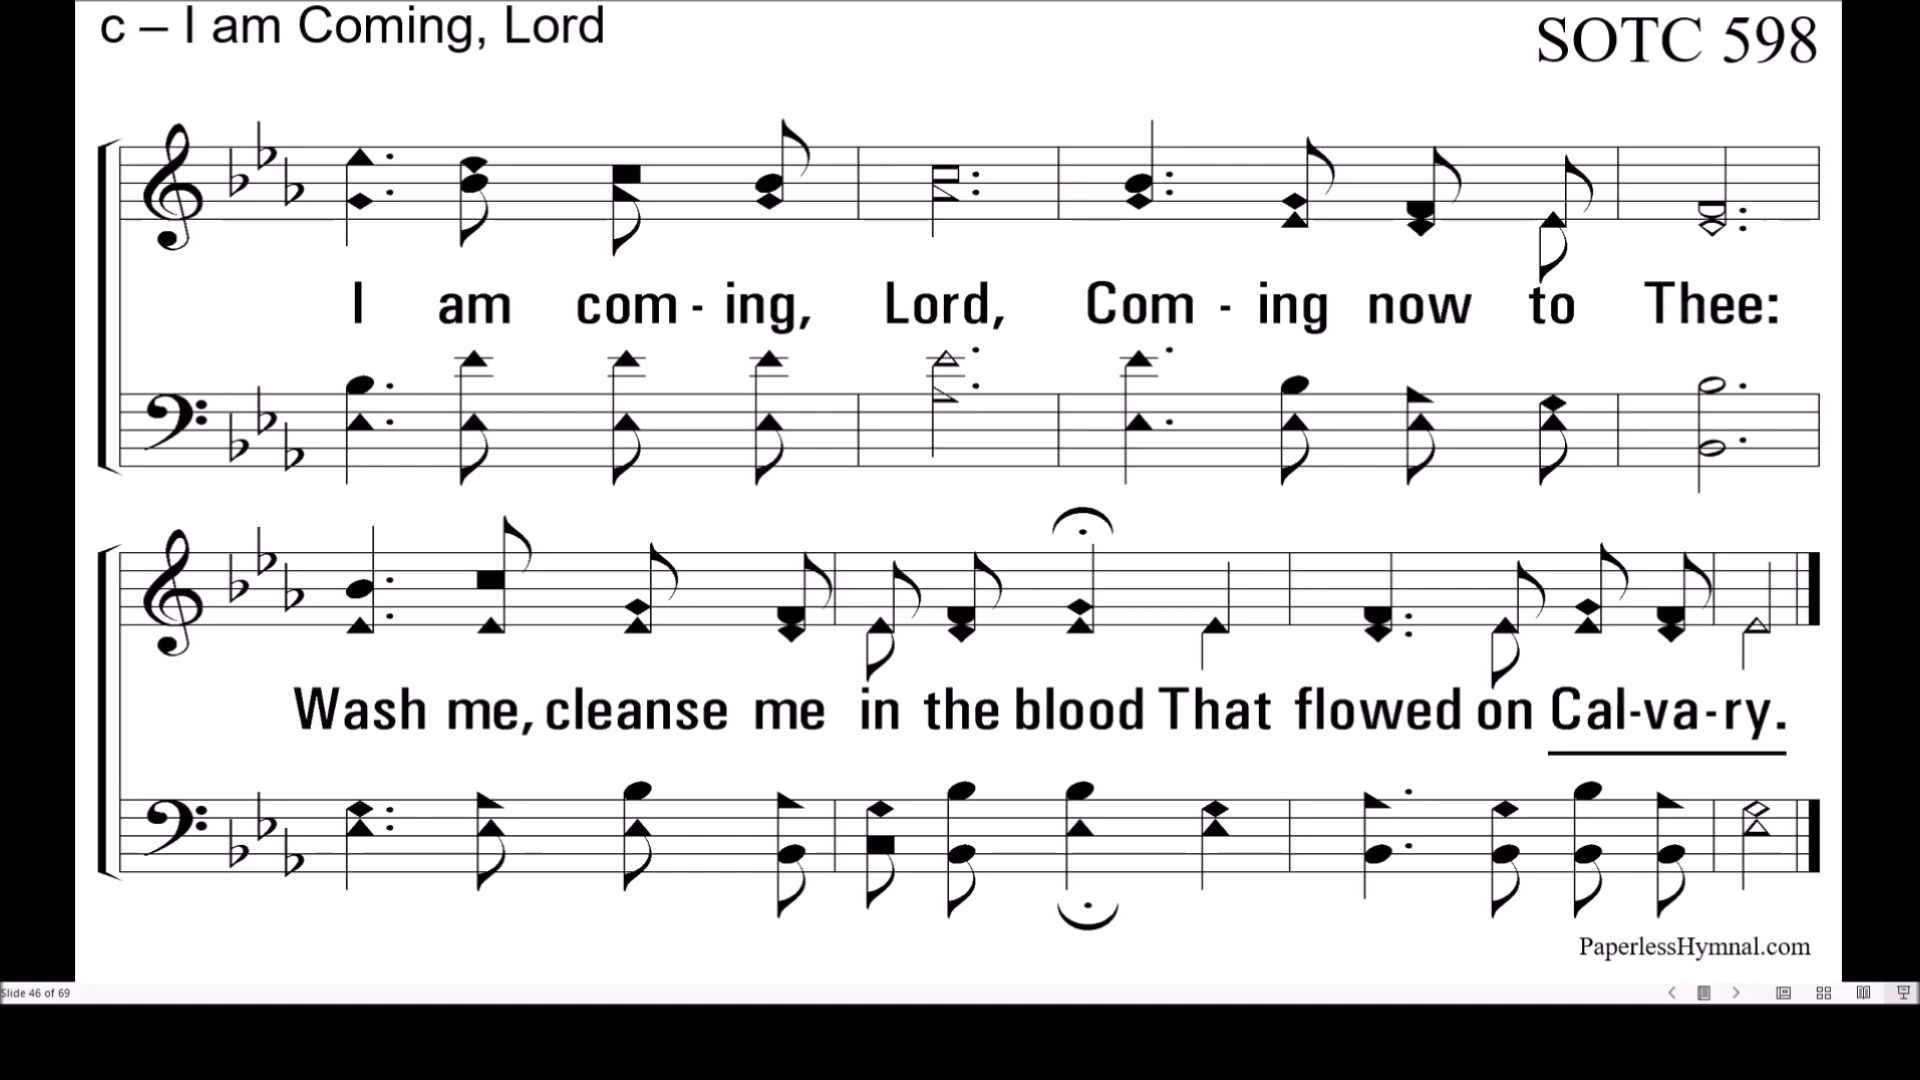 c – I am Coming, Lord
SOTC 598
I am com - ing, Lord, Com - ing now to Thee:
Wash me, cleanse me in the blood That flowed on Cal-va-ry.
PaperlessHymnal.com
Slide 46 of 69